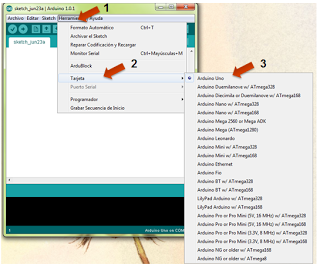 sketch_jun23a | Arduino 1.0.1
1
Archivo Editar Sketch Herramientas Ayuda
Formato Automático Ctrl+T
Archivar el Sketch
Reparar Codificación y Recargar
Monitor Serial Ctrl+Mayúsculas+M
ArduBlock
Tarjeta
Puerto Serial
Programador
Grabar Secuencia de Inicio
sketch_jun23a
2
3
Arduino Uno
Arduino Duemilanove w/ ATmega328
Arduino Diecimila or Duemilanove w/ ATmega168
Arduino Nano w/ ATmega328
Arduino Nano w/ ATmega168
Arduino Mega 2560 or Mega ADK
Arduino Mega (ATmega1280)
Arduino Leonardo
Arduino Mini w/ ATmega328
Arduino Mini w/ ATmega168
Arduino Ethernet
Arduino Fio
Arduino BT w/ ATmega328
Arduino BT w/ ATmega168
LilyPad Arduino w/ ATmega328
LilyPad Arduino w/ ATmega168
Arduino Pro or Pro Mini (5V, 16 MHz) w/ ATmega328
Arduino Pro or Pro Mini (5V, 16 MHz) w/ ATmega168
Arduino Pro or Pro Mini (3.3V, 8 MHz) w/ ATmega328
Arduino Pro or Pro Mini (3.3V, 8 MHz) w/ ATmega168
Arduino NG or older w/ ATmega168
Arduino NG or older w/ ATmega8
1
Arduino Uno on COM